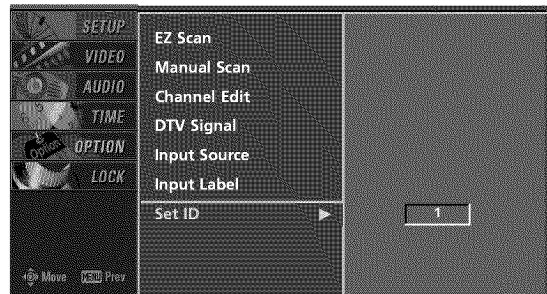 SETUP
VIDEO
AUDIO
TIME
Option OPTION
LOCK
EZ Scan
Manual Scan
Channel Edit
DTV Signal
Input Source
Input Label
Set ID ▶
1
Move MENU Prev